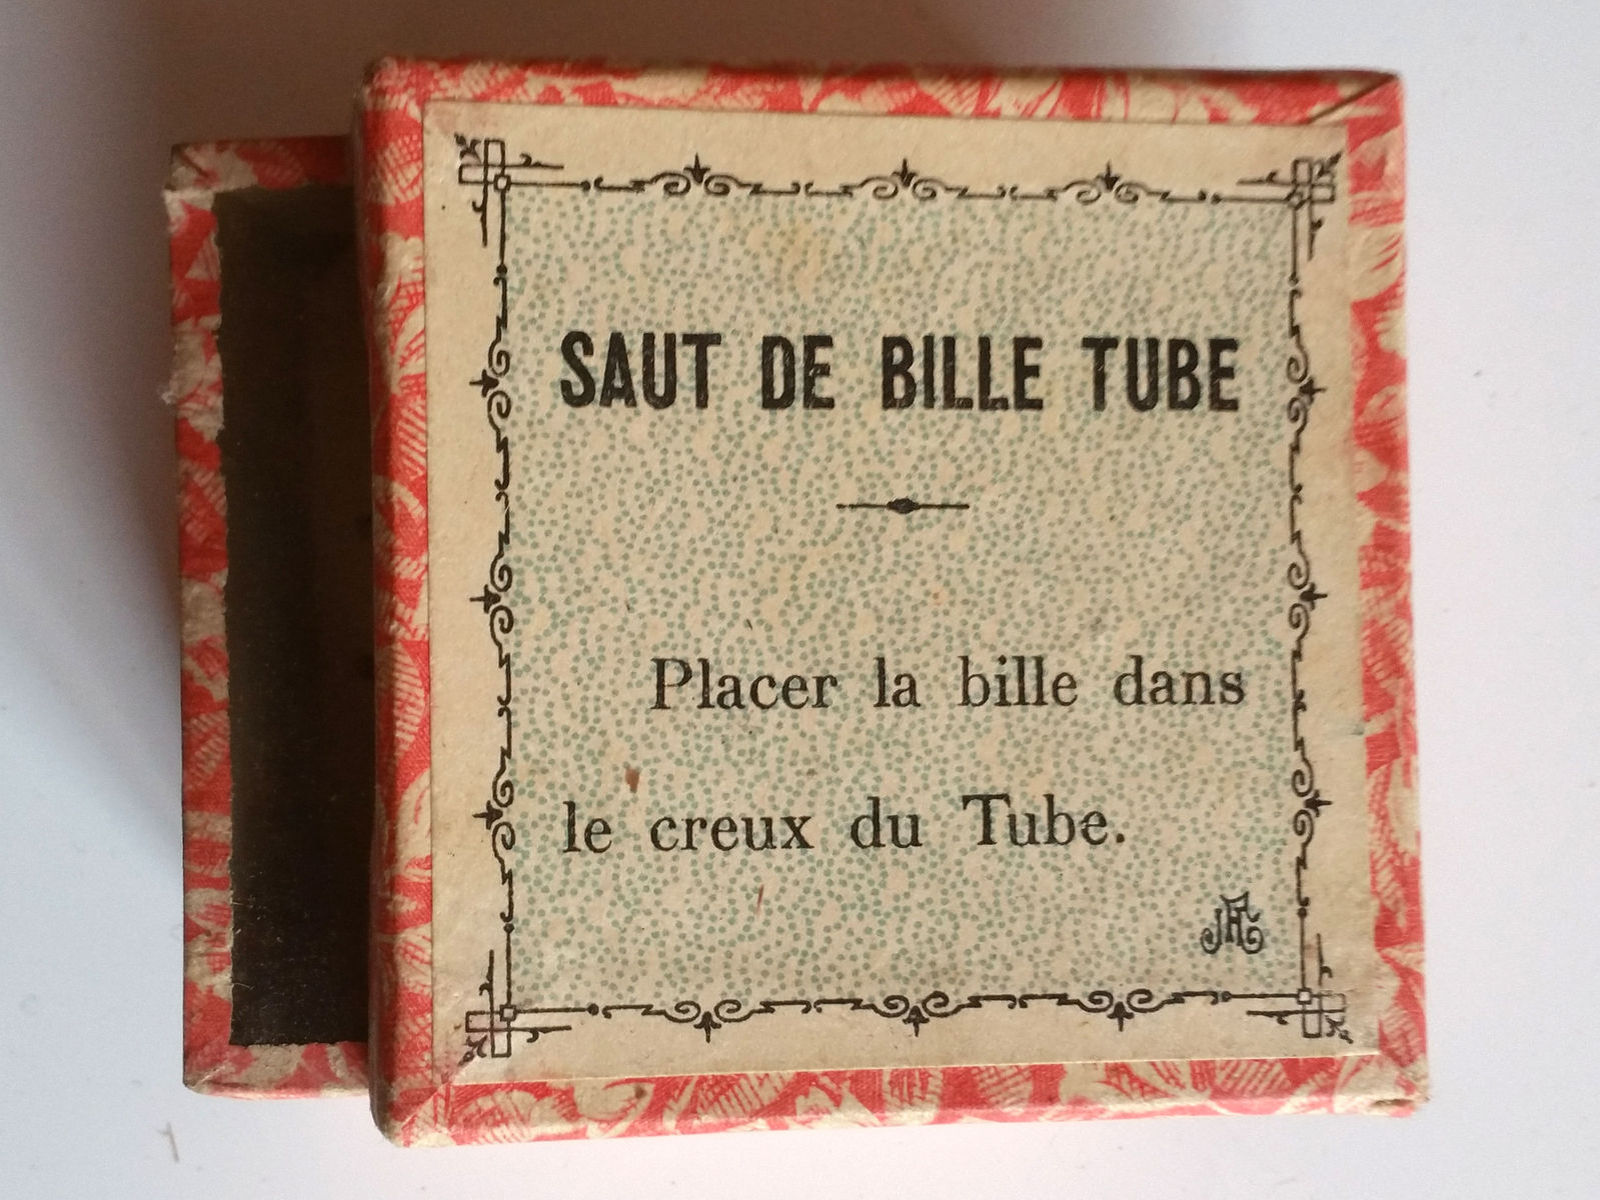 SAUT DE BILLE TUBE
Placer la bille dans
le creux du Tube.